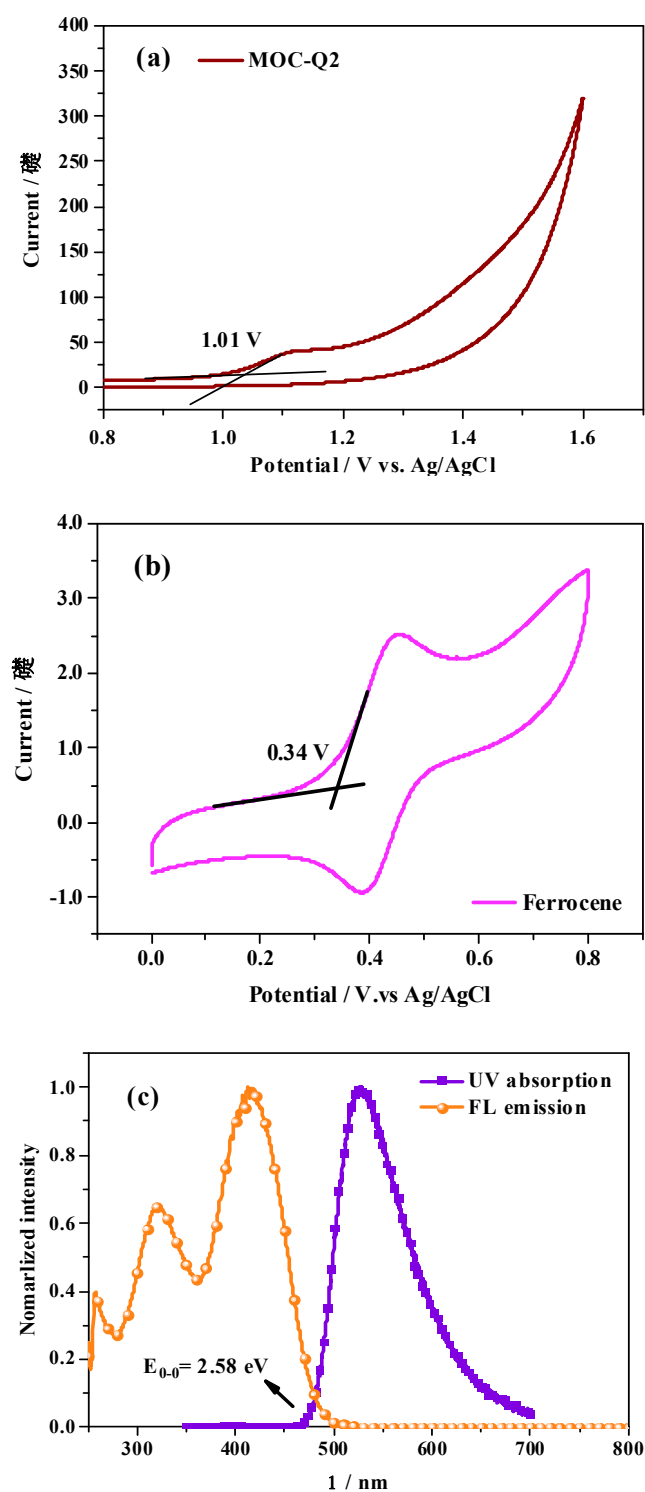 (a)
MOC-Q2
400
350
300
250
200
150
100
50
0
1.01 V
Current / 礎
0.8 1.0 1.2 1.4 1.6
Potential / V vs. Ag/AgCl
(b)
4.0
3.0
2.0
1.0
0.0
-1.0
0.34 V
Current / 礎
Ferrocene
0.0 0.2 0.4 0.6 0.8
Potential / V.vs Ag/AgCl
(c)
UV absorption
FL emission
1.0
0.8
0.6
0.4
0.2
0.0
E0-0= 2.58 eV
Nomarlized intensity
300 400 500 600 700 800
1 / nm